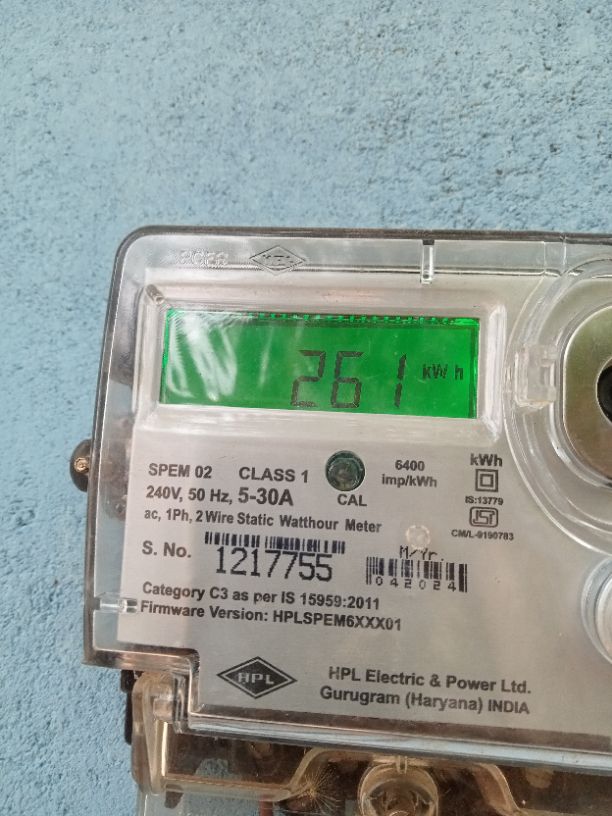 HPL
261 kWh
SPEM 02 CLASS 1 6400 imp/kWh kWh
240V, 50 Hz, 5-30A CAL IS:13779
ac, 1Ph, 2 Wire Static Watthour Meter CM/L-9190783
S. No. 1217755 M/Yr. 042024
Category C3 as per IS 15959:2011
Firmware Version: HPLSPEM6XXX01
HPL HPL Electric & Power Ltd.
Gurugram (Haryana) INDIA